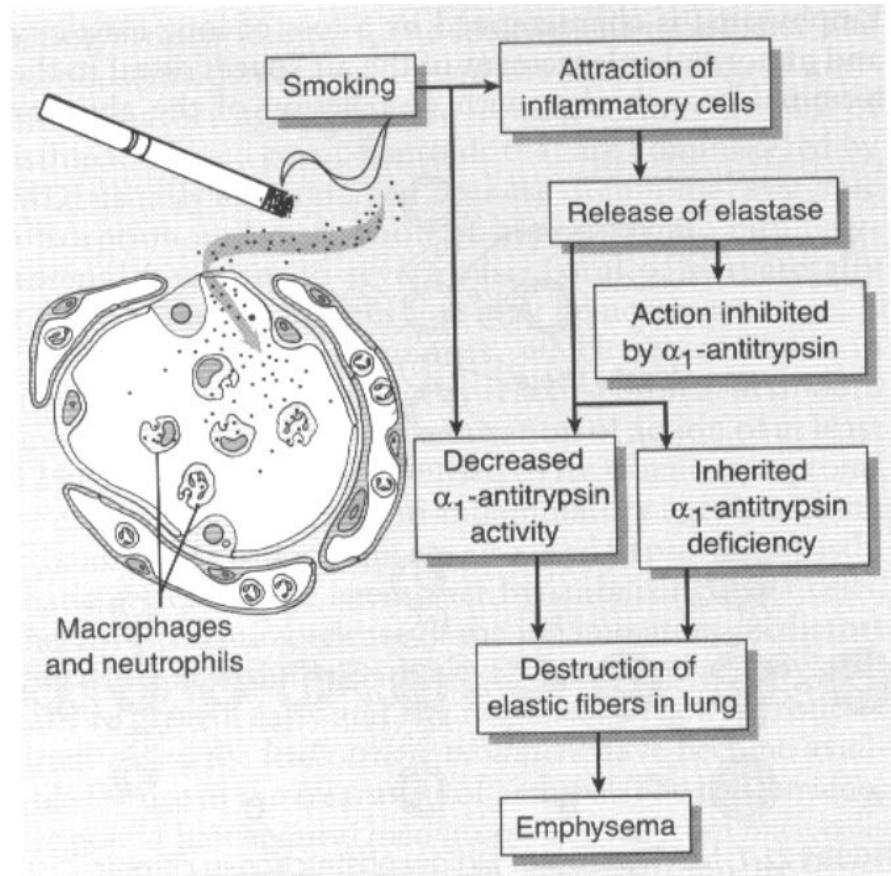 Smoking
Attraction of
inflammatory cells
Release of elastase
Action inhibited
by α₁-antitrypsin
Decreased
α₁-antitrypsin
activity
Inherited
α₁-antitrypsin
deficiency
Macrophages
and neutrophils
Destruction of
elastic fibers in lung
Emphysema